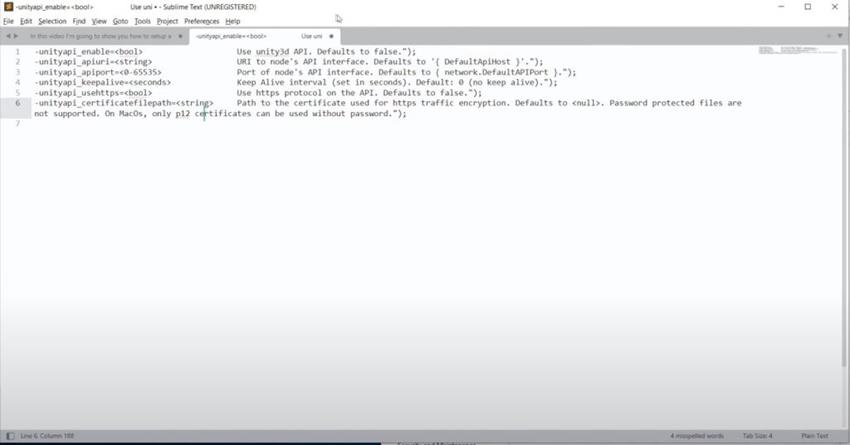 -unityapi_enable=<bool> Use uni • - Sublime Text (UNREGISTERED)
File Edit Selection Find View Goto Tools Project Preferences Help
In this video I'm going to show you how to setup a
-unityapi_enable=<bool> Use uni
1 -unityapi_enable=<bool> Use unity3d API. Defaults to false.");
2 -unityapi_apiuri=<string> URI to node's API interface. Defaults to '{ DefaultApiHost }'.");
3 -unityapi_apiport=<0-65535> Port of node's API interface. Defaults to { network.DefaultAPIPort }.");
4 -unityapi_keepalive=<seconds> Keep Alive interval (set in seconds). Default: 0 (no keep alive).");
5 -unityapi_usehttps=<bool> Use https protocol on the API. Defaults to false.");
6 -unityapi_certificatefilepath=<string> Path to the certificate used for https traffic encryption. Defaults to <null>. Password protected files are
not supported. On MacOs, only p12 certificates can be used without password.");
7
Line 6, Column 188 4 misspelled words Tab Size: 4 Plain Text